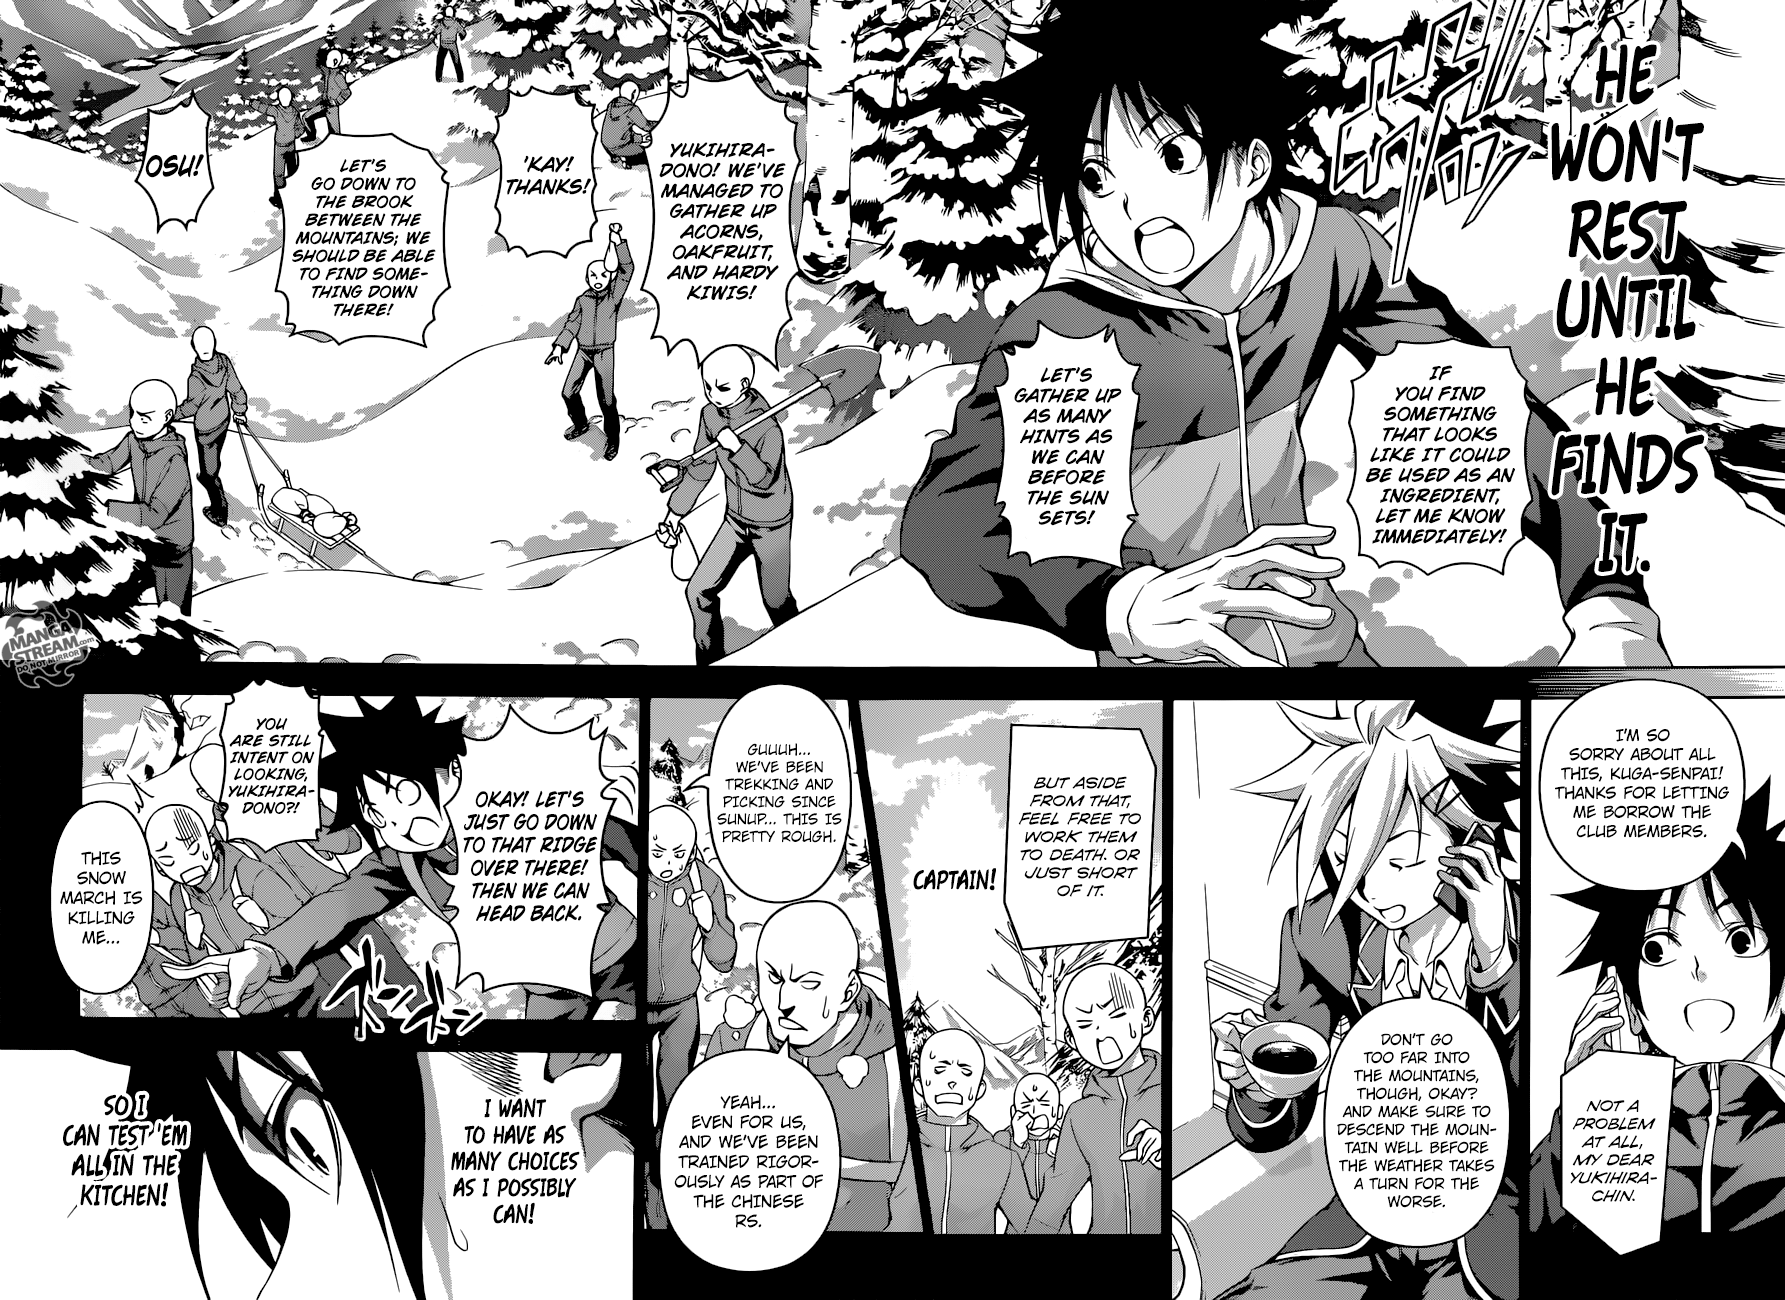 HE
WON'T
REST
UNTIL
HE
FINDS
IT.
IF
YOU FIND
SOMETHING
THAT LOOKS
LIKE IT COULD
BE USED AS AN
INGREDIENT,
LET ME KNOW
IMMEDIATELY!
LET'S
GATHER UP
AS MANY
HINTS AS
WE CAN
BEFORE
THE SUN
SETS!
YUKIHIRA-
DONO! WE'VE
MANAGED TO
GATHER UP
ACORNS,
OAKFRUIT,
AND HARDY
KIWIS!
'KAY!
THANKS!
LET'S
GO DOWN TO
THE BROOK
BETWEEN THE
MOUNTAINS; WE
SHOULD BE ABLE
TO FIND SOME-
THING DOWN
THERE!
OSU!
MANGA
STREAM.com
DO NOT MIRROR
I'M SO
SORRY ABOUT ALL
THIS, KUGA-SENPAI!
THANKS FOR LETTING
ME BORROW THE
CLUB MEMBERS.
NOT A
PROBLEM
AT ALL,
MY DEAR
YUKIHIRA-
CHIN.
DON'T GO
TOO FAR INTO
THE MOUNTAINS,
THOUGH, OKAY?
AND MAKE SURE TO
DESCEND THE MOUN-
TAIN WELL BEFORE
THE WEATHER TAKES
A TURN FOR THE
WORSE.
BUT ASIDE
FROM THAT,
FEEL FREE TO
WORK THEM
TO DEATH. OR
JUST SHORT
OF IT.
CAPTAIN!
GUUUH...
WE'VE BEEN
TREKKING AND
PICKING SINCE
SUNUP... THIS IS
PRETTY ROUGH.
YEAH...
EVEN FOR US,
AND WE'VE BEEN
TRAINED RIGOR-
OUSLY AS PART OF
THE CHINESE
RS.
OKAY! LET'S
JUST GO DOWN
TO THAT RIDGE
OVER THERE!
THEN WE CAN
HEAD BACK.
YOU
ARE STILL
INTENT ON
LOOKING,
YUKIHIRA-
DONO?!
THIS
SNOW
MARCH IS
KILLING
ME...
I WANT
TO HAVE AS
MANY CHOICES
AS I POSSIBLY
CAN!
SO I
CAN TEST 'EM
ALL IN THE
KITCHEN!